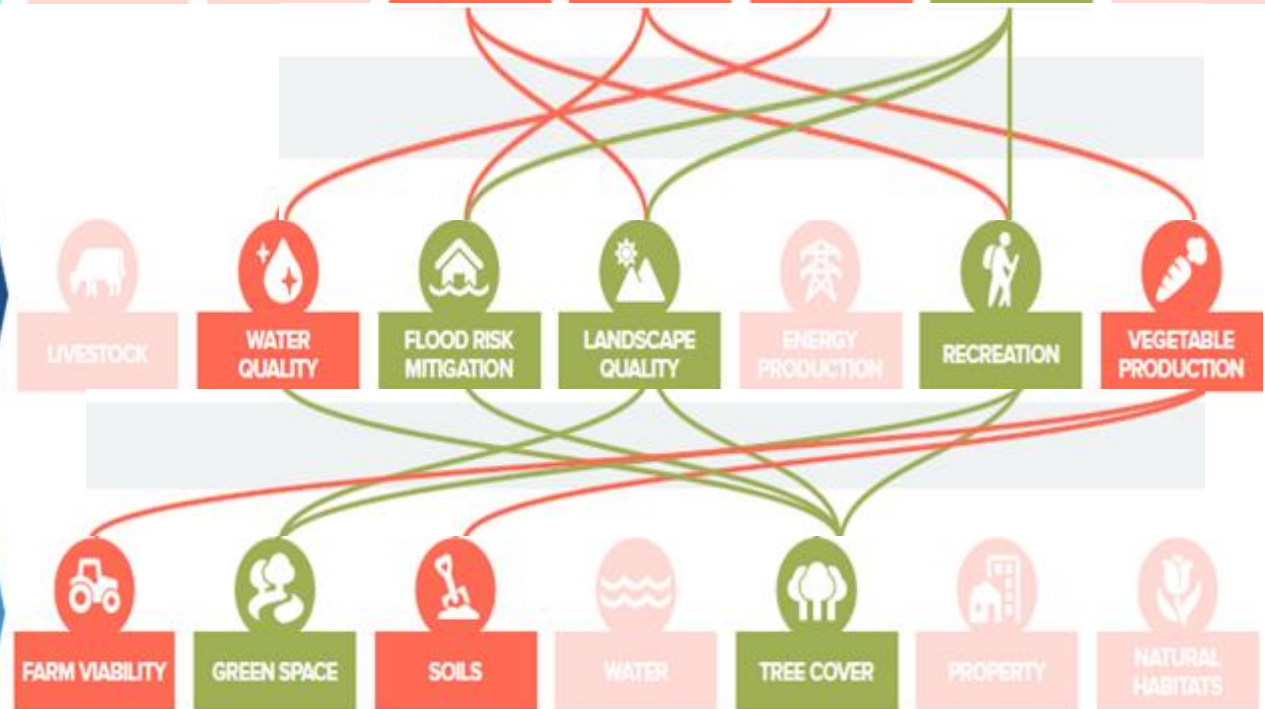 LIVESTOCK
WATER
QUALITY
FLOOD RISK
MITIGATION
LANDSCAPE
QUALITY
ENERGY
PRODUCTION
RECREATION
VEGETABLE
PRODUCTION
FARM VIABILITY
GREEN SPACE
SOILS
WATER
TREE COVER
PROPERTY
NATURAL
HABITATS